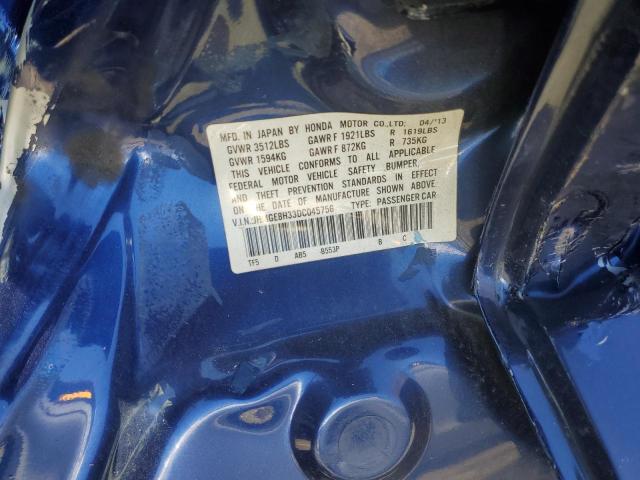 MFD. IN JAPAN BY HONDA MOTOR CO.,LTD. 04/13
GVWR 3512LBS GAWR F 1921LBS R 1619LBS
GVWR 1594KG GAWR F 872KG R 735KG
THIS VEHICLE CONFORMS TO ALL APPLICABLE
FEDERAL MOTOR VEHICLE SAFETY, BUMPER,
AND THEFT PREVENTION STANDARDS IN EFFECT
ON THE DATE OF MANUFACTURE SHOWN ABOVE.
V.I.N. TYPE: PASSENGER CAR
TF5 D AB5 B553P B C